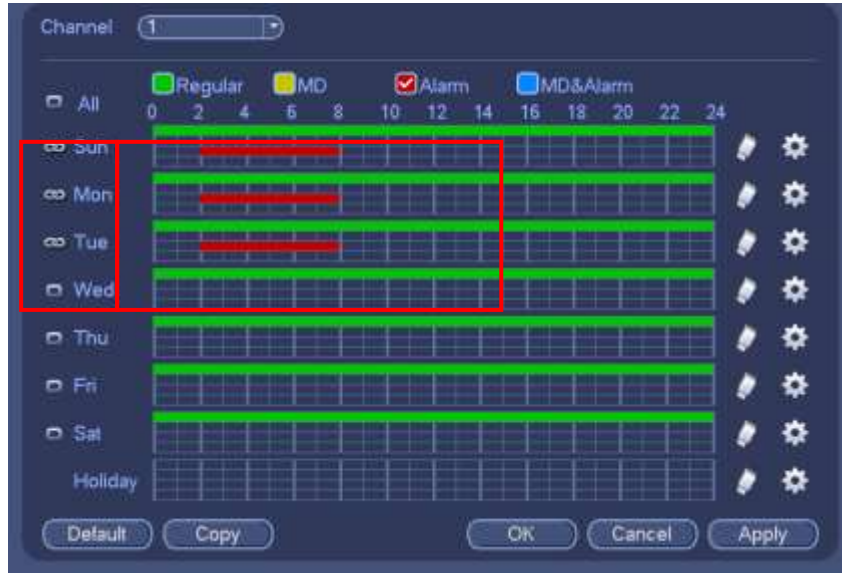 Channel 1
Regular MD Alarm MD&Alarm
All 0 2 4 6 8 10 12 14 16 18 20 22 24
Sun
Mon
Tue
Wed
Thu
Fri
Sat
Holiday
Default Copy OK Cancel Apply